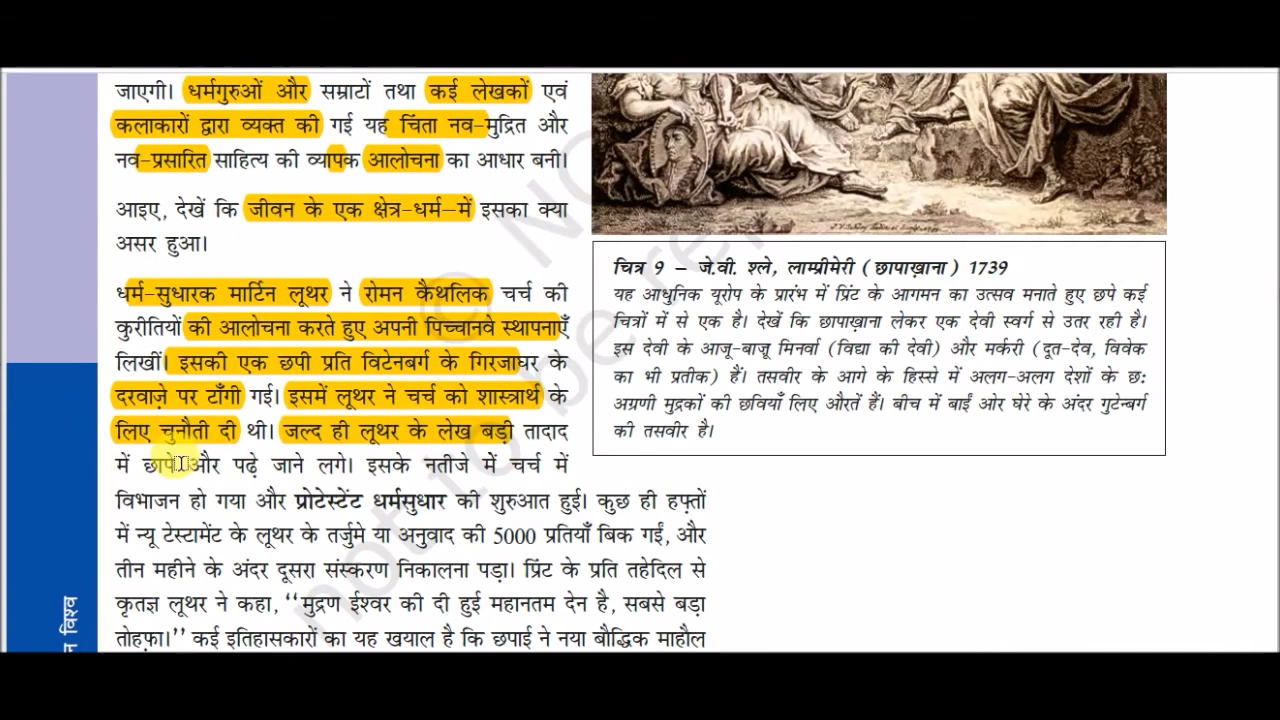 जाएगी। धर्मगुरुओं और सम्राटों तथा कई लेखकों एवं
कलाकारों द्वारा व्यक्त की गई यह चिंता नव-मुद्रित और
नव-प्रसारित साहित्य की व्यापक आलोचना का आधार बनी।
आइए, देखें कि जीवन के एक क्षेत्र-धर्म-में इसका क्या
असर हुआ।
धर्म-सुधारक मार्टिन लूथर ने रोमन कैथलिक चर्च की
कुरीतियों की आलोचना करते हुए अपनी पिच्चानवे स्थापनाएँ
लिखीं। इसकी एक छपी प्रति विटेनबर्ग के गिरजाघर के
दरवाज़े पर टाँगी गई। इसमें लूथर ने चर्च को शास्त्रार्थ के
लिए चुनौती दी थी। जल्द ही लूथर के लेख बड़ी तादाद
में छापे और पढ़े जाने लगे। इसके नतीजे में चर्च में
विभाजन हो गया और प्रोटेस्टेंट धर्मसुधार की शुरुआत हुई। कुछ ही हफ़्तों
में न्यू टेस्टामेंट के लूथर के तर्जुमे या अनुवाद की 5000 प्रतियाँ बिक गईं, और
तीन महीने के अंदर दूसरा संस्करण निकालना पड़ा। प्रिंट के प्रति तहेदिल से
कृतज्ञ लूथर ने कहा, ‘‘मुद्रण ईश्वर की दी हुई महानतम देन है, सबसे बड़ा
तोहफ़ा।’’ कई इतिहासकारों का यह खयाल है कि छपाई ने नया बौद्धिक माहौल
चित्र 9 – जे.वी. श्ले, लाम्प्रीमेरी (छापाख़ाना) 1739
यह आधुनिक यूरोप के प्रारंभ में प्रिंट के आगमन का उत्सव मनाते हुए छपे कई
चित्रों में से एक है। देखें कि छापाख़ाना लेकर एक देवी स्वर्ग से उतर रही है।
इस देवी के आजू-बाजू मिनर्वा (विद्या की देवी) और मर्करी (दूत-देव, विवेक
का भी प्रतीक) हैं। तसवीर के आगे के हिस्से में अलग-अलग देशों के छः
अग्रणी मुद्रकों की छवियाँ लिए औरतें हैं। बीच में बाईं ओर घेरे के अंदर गुटेन्बर्ग
की तसवीर है।
न विश्व
not to be re
© NC